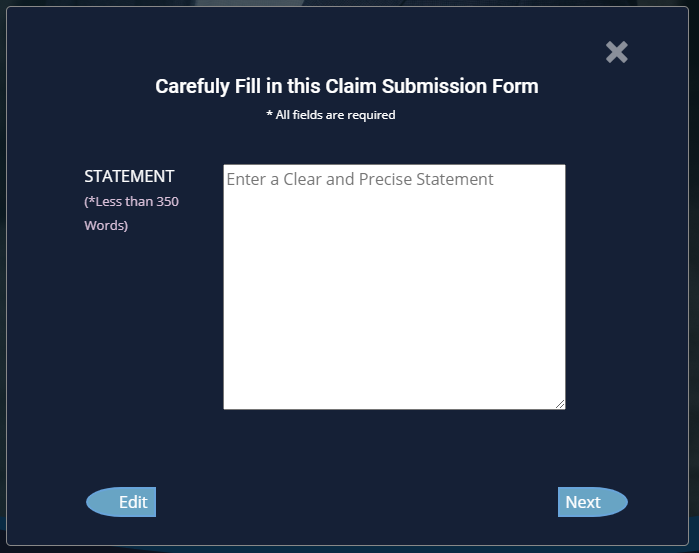 Carefuly Fill in this Claim Submission Form
* All fields are required
STATEMENT
(*Less than 350
Words)
Enter a Clear and Precise Statement
Edit
Next